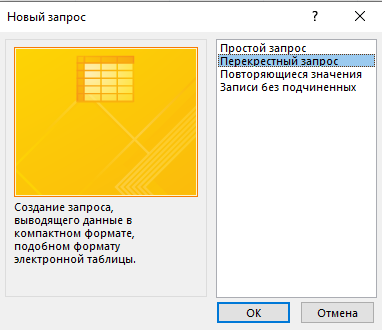 Новый запрос
? ×
Простой запрос
Перекрестный запрос
Повторяющиеся значения
Записи без подчиненных
Создание запроса,
выводящего данные в
компактном формате,
подобном формату
электронной таблицы.
ОК
Отмена